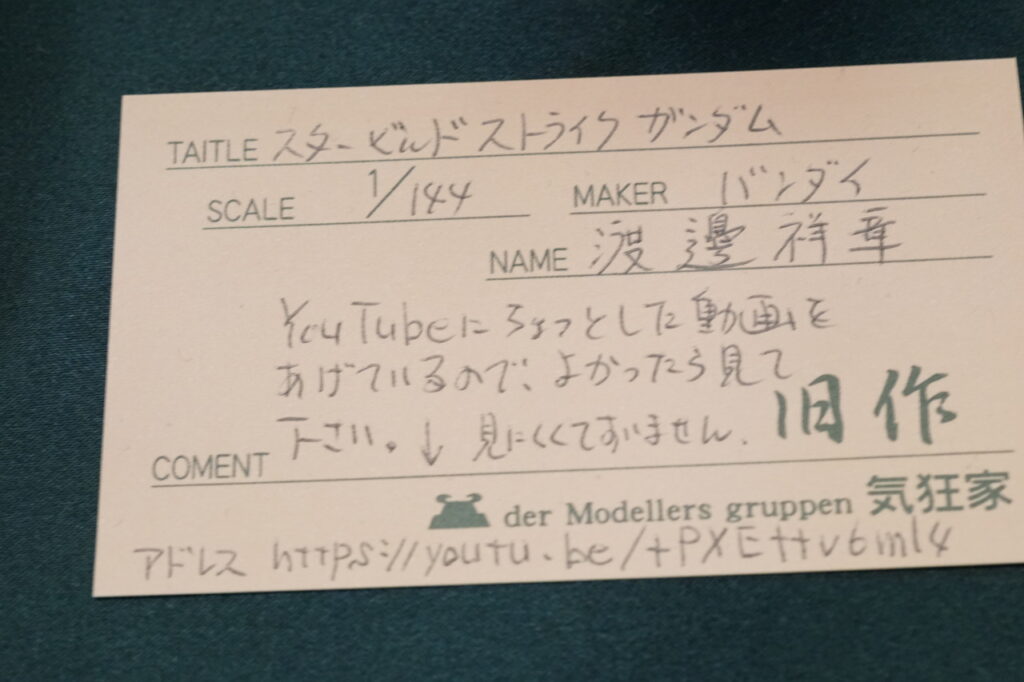 TAITLE スタービルドストライクガンダム
SCALE 1/144 MAKER バンダイ
NAME 渡邊祥章
YouTubeにちょっとした動画を
あげているので、よかったら見て
下さい。↓ 見にくくてすいません. 旧作
COMENT
der Modellers gruppen 気狂家
アドレス https://youtu.be/+PXEttv6ml4